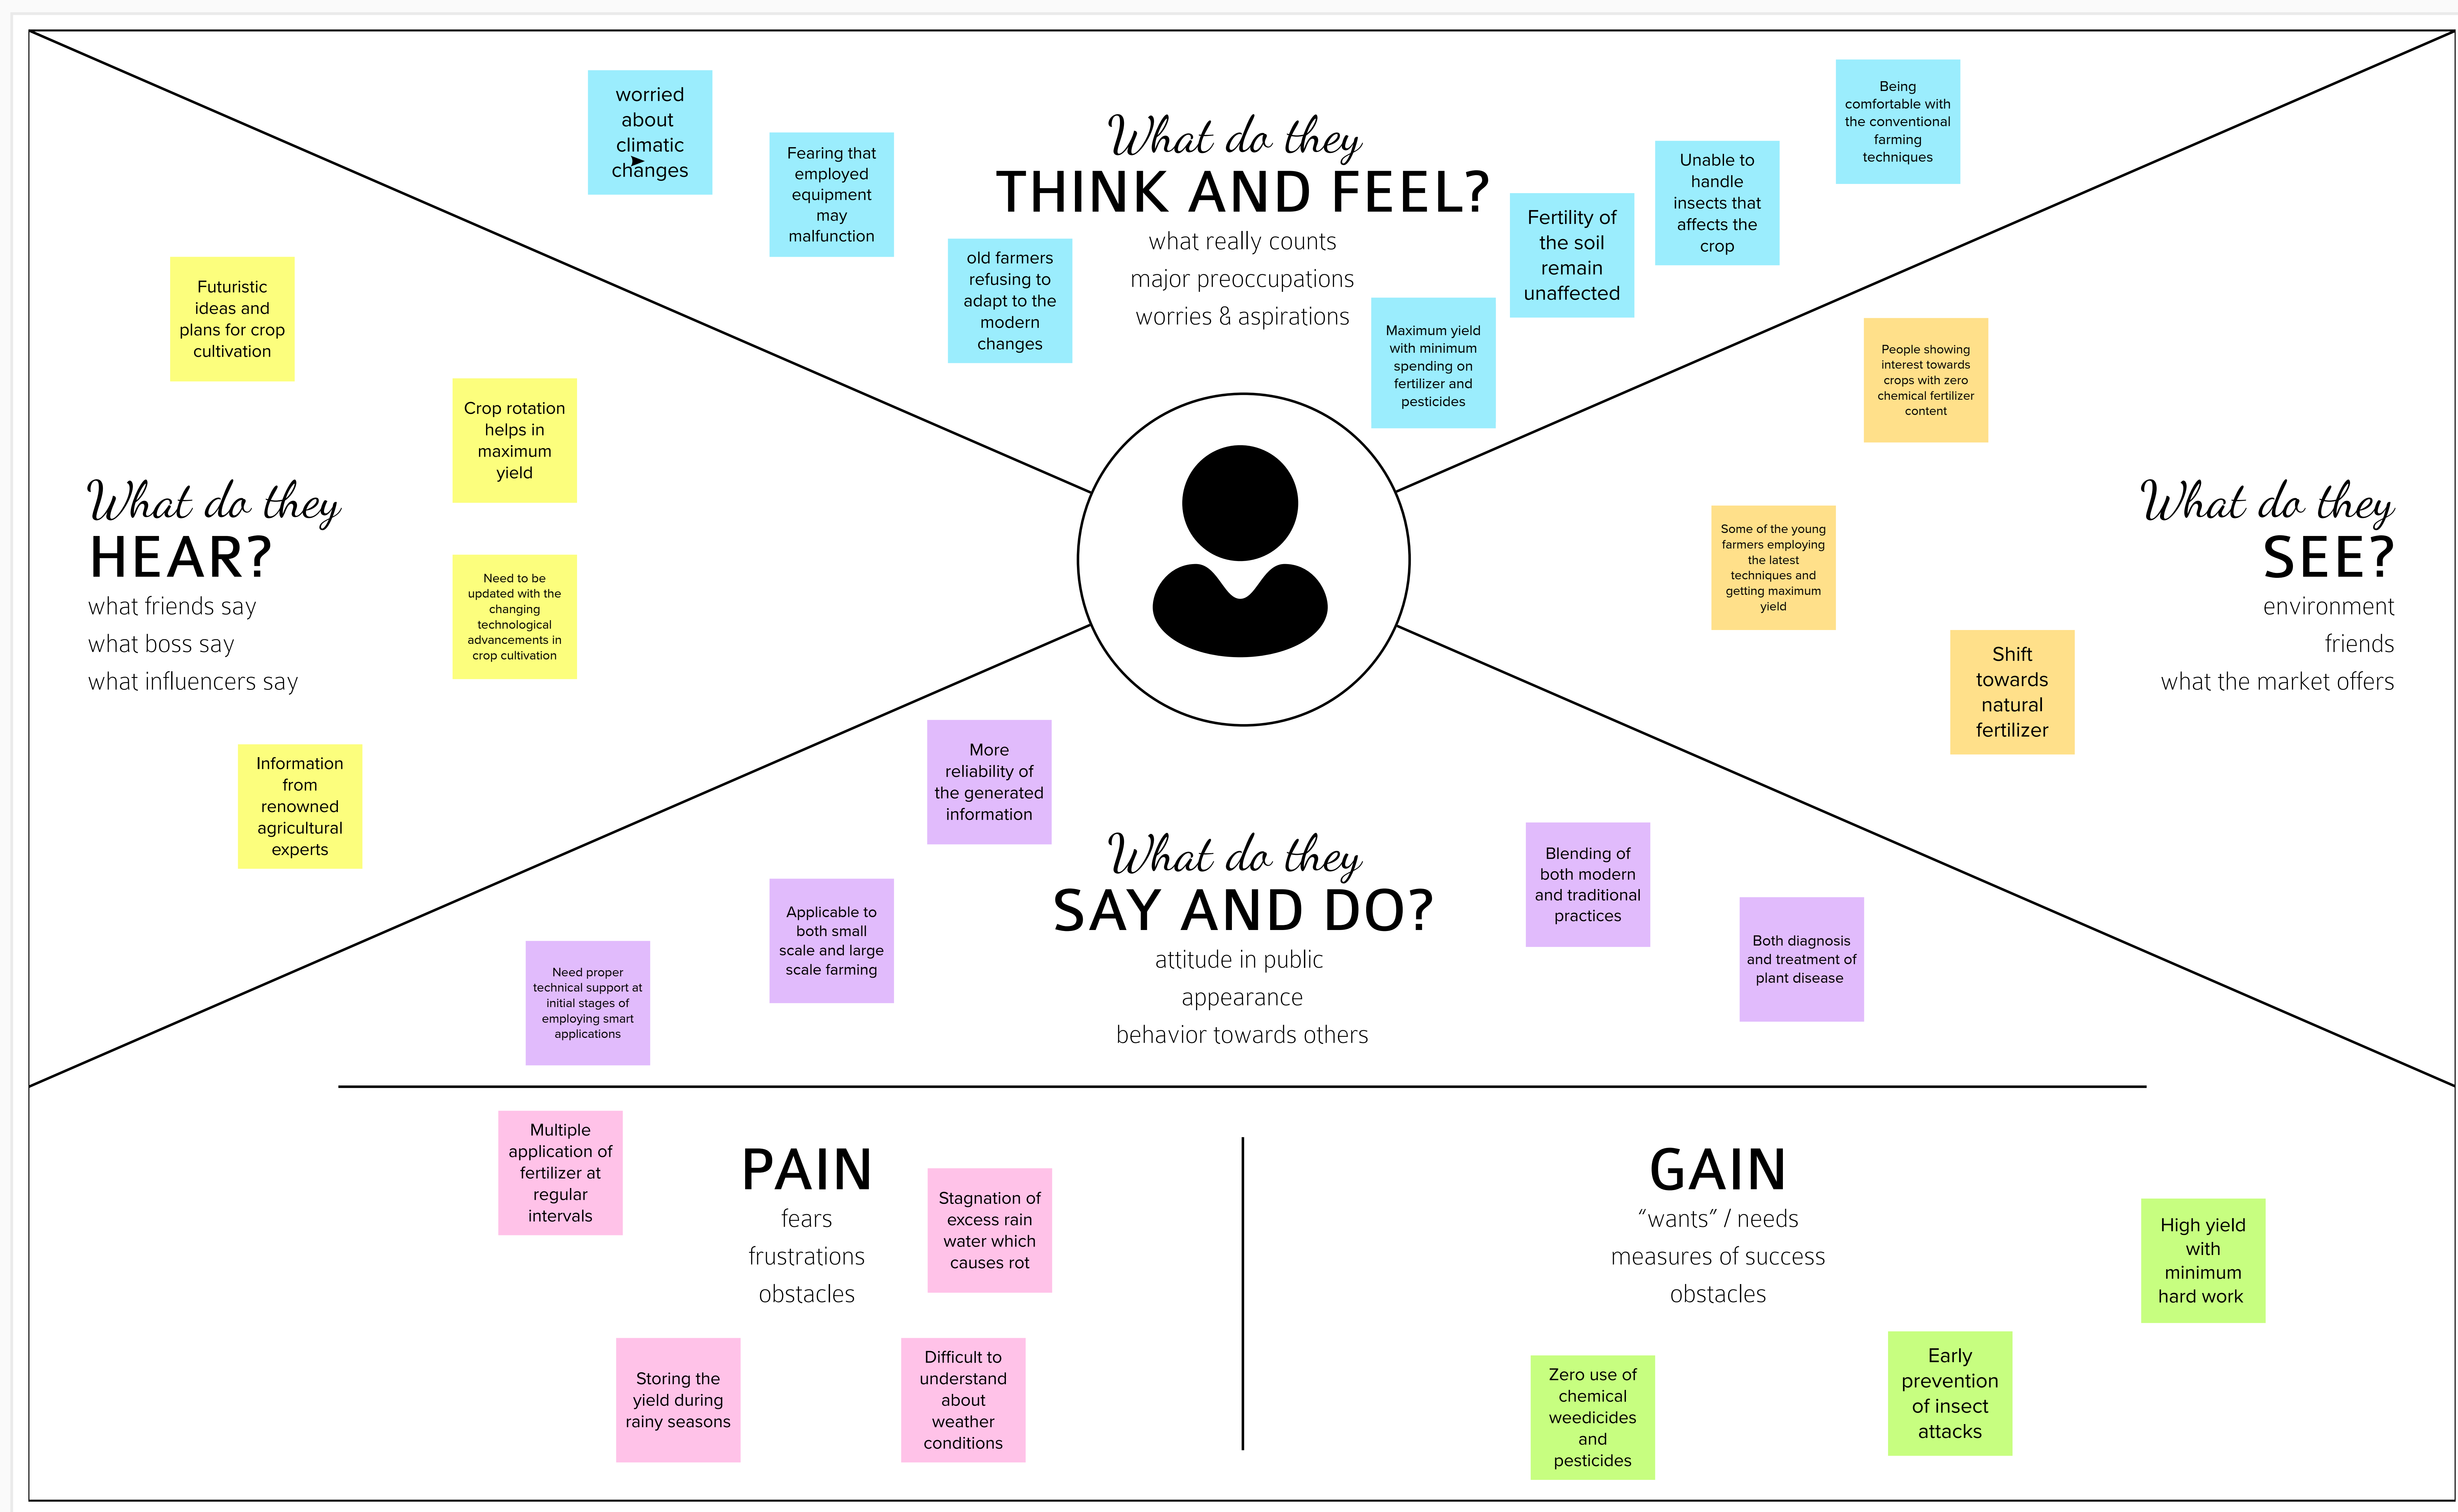 What do they
THINK AND FEEL?
what really counts
major preoccupations
worries & aspirations
worried
about
climatic
changes
Fearing that
employed
equipment
may
malfunction
old farmers
refusing to
adapt to the
modern
changes
Maximum yield
with minimum
spending on
fertilizer and
pesticides
Fertility of
the soil
remain
unaffected
Unable to
handle
insects that
affects the
crop
Being
comfortable with
the conventional
farming
techniques
What do they
HEAR?
what friends say
what boss say
what influencers say
Futuristic
ideas and
plans for crop
cultivation
Crop rotation
helps in
maximum
yield
Need to be
updated with the
changing
technological
advancements in
crop cultivation
Information
from
renowned
agricultural
experts
What do they
SEE?
environment
friends
what the market offers
People showing
interest towards
crops with zero
chemical fertilizer
content
Some of the young
farmers employing
the latest
techniques and
getting maximum
yield
Shift
towards
natural
fertilizer
What do they
SAY AND DO?
attitude in public
appearance
behavior towards others
More
reliability of
the generated
information
Applicable to
both small
scale and large
scale farming
Need proper
technical support at
initial stages of
employing smart
applications
Blending of
both modern
and traditional
practices
Both diagnosis
and treatment of
plant disease
PAIN
fears
frustrations
obstacles
Multiple
application of
fertilizer at
regular
intervals
Stagnation of
excess rain
water which
causes rot
Storing the
yield during
rainy seasons
Difficult to
understand
about
weather
conditions
GAIN
“wants” / needs
measures of success
obstacles
High yield
with
minimum
hard work
Early
prevention
of insect
attacks
Zero use of
chemical
weedicides
and
pesticides